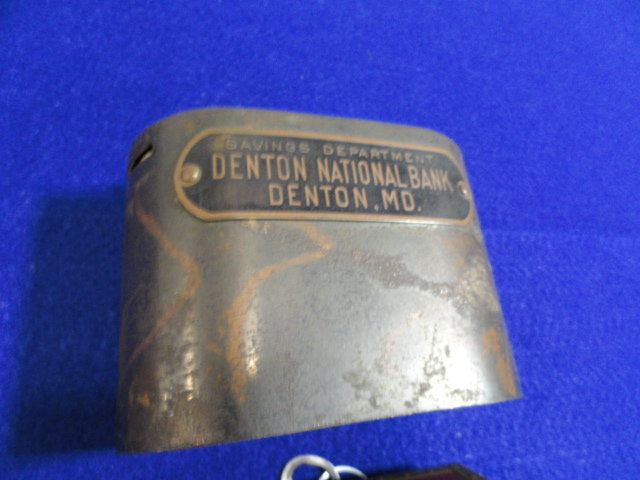 SAVINGS DEPARTMENT
DENTON NATIONAL BANK
DENTON, MD.